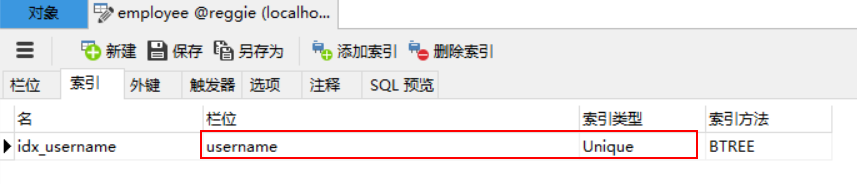 对象 employee @reggie (localho...
新建 保存 另存为 添加索引 删除索引
栏位 索引 外键 触发器 选项 注释 SQL 预览
名 栏位 索引类型 索引方法
idx_username username Unique BTREE